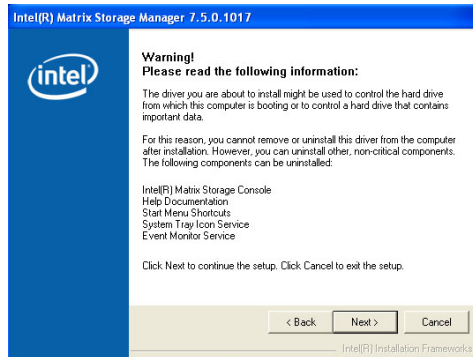 Intel(R) Matrix Storage Manager 7.5.0.1017
intel
Warning!
Please read the following information:
The driver you are about to install might be used to control the hard drive
from which this computer is booting or to control a hard drive that contains
important data.
For this reason, you cannot remove or uninstall this driver from the computer
after installation. However, you can uninstall other, non-critical components.
The following components can be uninstalled:
Intel(R) Matrix Storage Console
Help Documentation
Start Menu Shortcuts
System Tray Icon Service
Event Monitor Service
Click Next to continue the setup. Click Cancel to exit the setup.
< Back Next > Cancel
Intel(R) Installation Frameworks